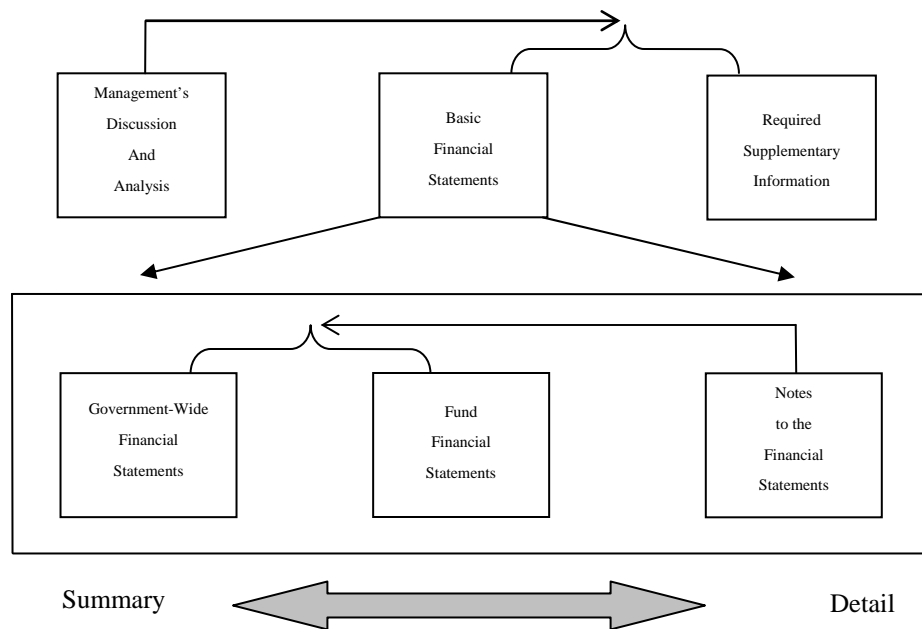 Management's
Discussion
And
Analysis
Basic
Financial
Statements
Required
Supplementary
Information
Government-Wide
Financial
Statements
Fund
Financial
Statements
Notes
to the
Financial
Statements
Summary
Detail